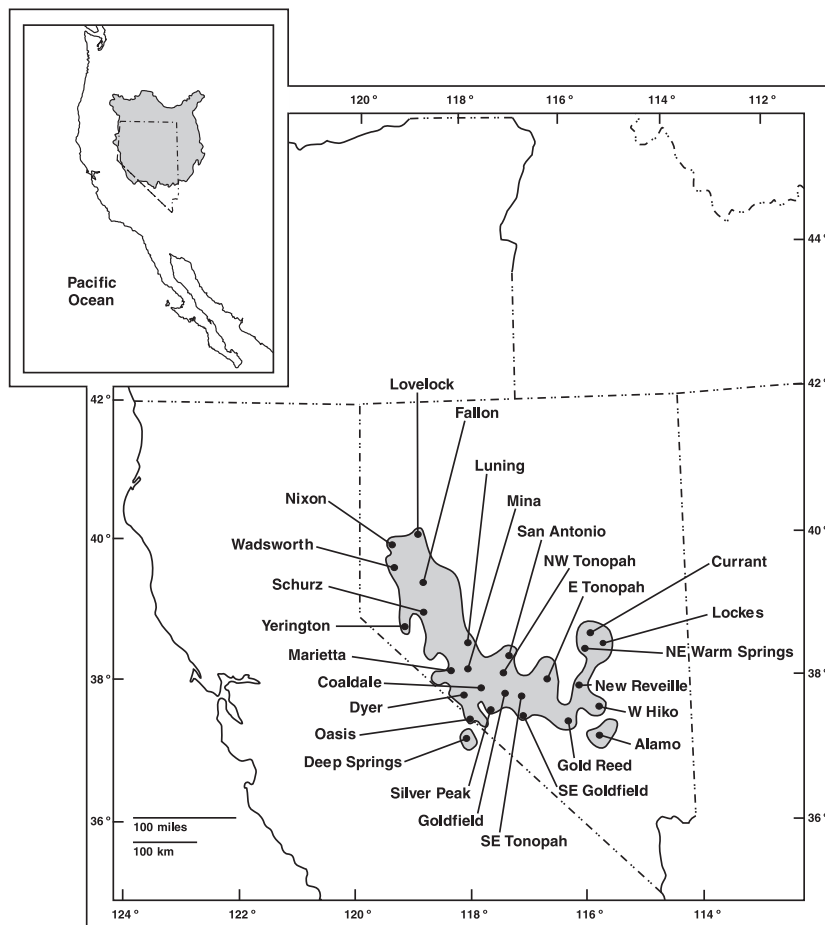 Pacific
Ocean
120° 118° 116° 114° 112°
44°
42°
42°
40°
40°
38°
38°
36°
36°
Lovelock
Fallon
Luning
Mina
San Antonio
NW Tonopah
E Tonopah
Nixon
Wadsworth
Schurz
Yerington
Marietta
Coaldale
Dyer
Oasis
Deep Springs
Silver Peak
Goldfield
SE Tonopah
SE Goldfield
Gold Reed
Alamo
W Hiko
New Reveille
NE Warm Springs
Lockes
Currant
100 miles
100 km
124° 122° 120° 118° 116° 114°